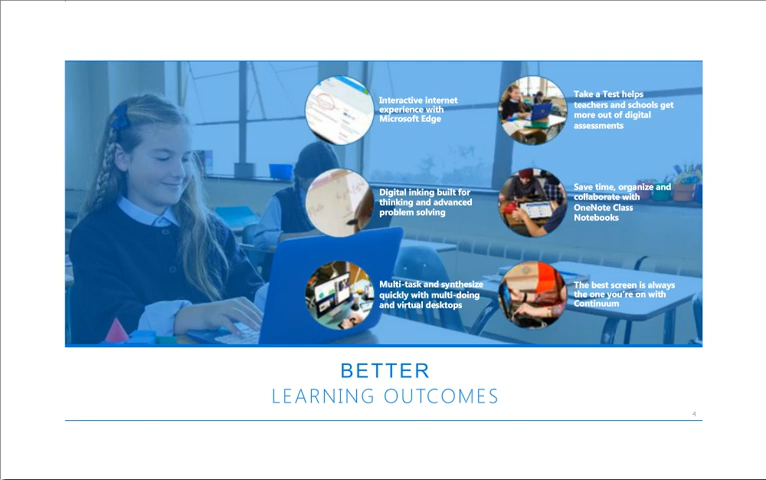 Interactive internet
experience with
Microsoft Edge
Take a Test helps
teachers and schools get
more out of digital
assessments
Digital inking built for
thinking and advanced
problem solving
Save time, organize and
collaborate with
OneNote Class
Notebooks
Multi-task and synthesize
quickly with multi-doing
and virtual desktops
The best screen is always
the one you're on with
Continuum
BETTER
LEARNING OUTCOMES
4